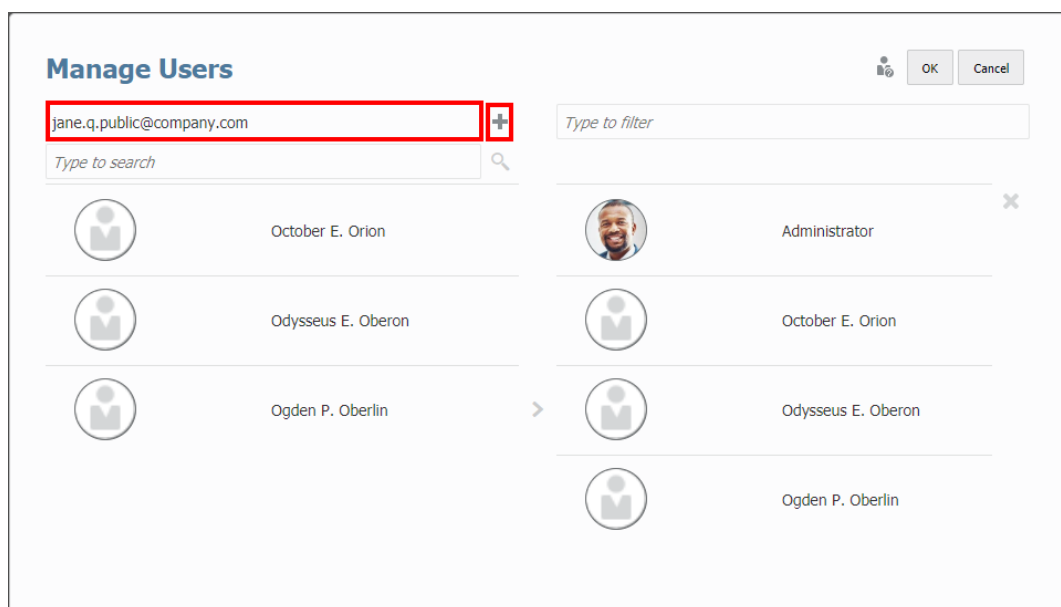 Manage Users
OK
Cancel
jane.q.public@company.com
Type to filter
Type to search
October E. Orion
Administrator
Odysseus E. Oberon
October E. Orion
Ogden P. Oberlin
Odysseus E. Oberon
Ogden P. Oberlin